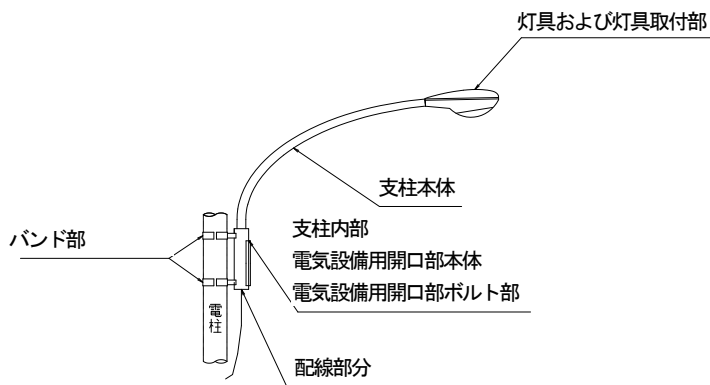 灯具および灯具取付部
支柱本体
バンド部
支柱内部
電気設備用開口部本体
電気設備用開口部ボルト部
電柱
配線部分